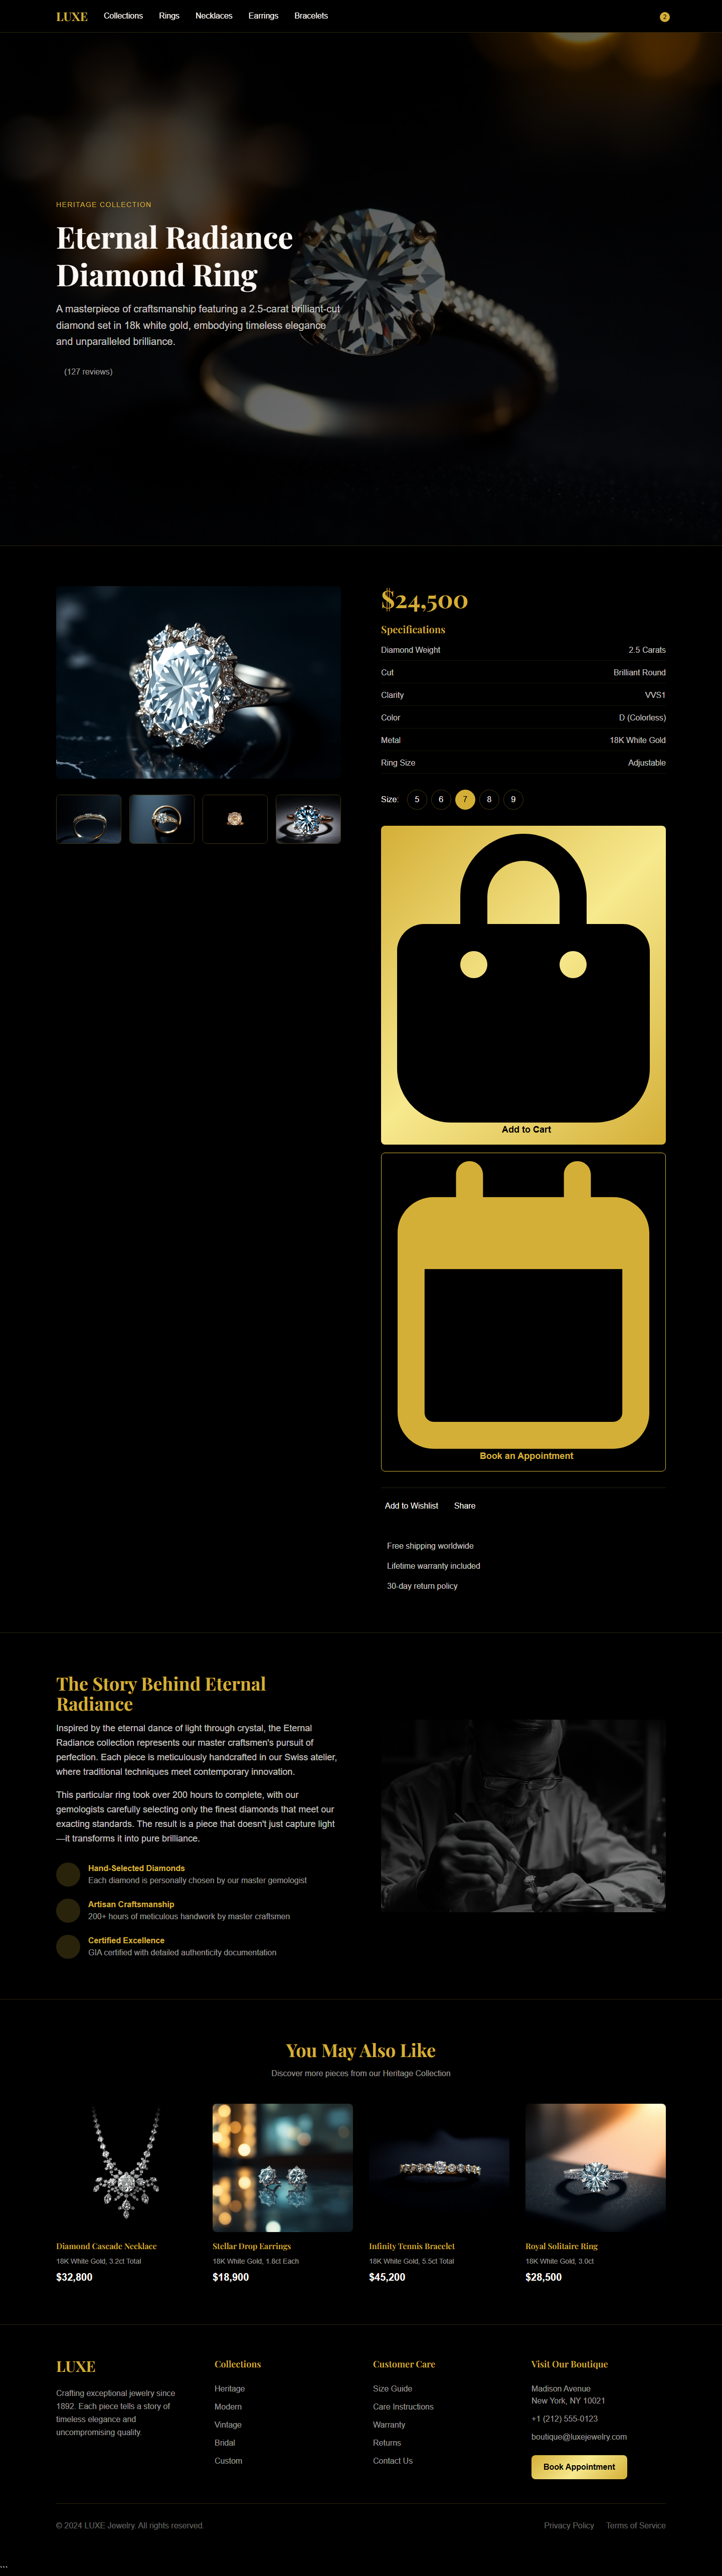 LUXE Collections Rings Necklaces Earrings Bracelets 2
HERITAGE COLLECTION
Eternal Radiance
Diamond Ring
A masterpiece of craftsmanship featuring a 2.5-carat brilliant-cut
diamond set in 18k white gold, embodying timeless elegance
and unparalleled brilliance.
(127 reviews)
$24,500
Specifications
Diamond Weight 2.5 Carats
Cut Brilliant Round
Clarity VVS1
Color D (Colorless)
Metal 18K White Gold
Ring Size Adjustable
Size: 5 6 7 8 9
Add to Cart
Book an Appointment
Add to Wishlist Share
Free shipping worldwide
Lifetime warranty included
30-day return policy
The Story Behind Eternal
Radiance
Inspired by the eternal dance of light through crystal, the Eternal
Radiance collection represents our master craftsmen's pursuit of
perfection. Each piece is meticulously handcrafted in our Swiss atelier,
where traditional techniques meet contemporary innovation.
This particular ring took over 200 hours to complete, with our
gemologists carefully selecting only the finest diamonds that meet our
exacting standards. The result is a piece that doesn't just capture light
—it transforms it into pure brilliance.
Hand-Selected Diamonds
Each diamond is personally chosen by our master gemologist
Artisan Craftsmanship
200+ hours of meticulous handwork by master craftsmen
Certified Excellence
GIA certified with detailed authenticity documentation
You May Also Like
Discover more pieces from our Heritage Collection
Diamond Cascade Necklace
18K White Gold, 3.2ct Total
$32,800
Stellar Drop Earrings
18K White Gold, 1.8ct Each
$18,900
Infinity Tennis Bracelet
18K White Gold, 5.5ct Total
$45,200
Royal Solitaire Ring
18K White Gold, 3.0ct
$28,500
LUXE
Crafting exceptional jewelry since
1892. Each piece tells a story of
timeless elegance and
uncompromising quality.
Collections
Heritage
Modern
Vintage
Bridal
Custom
Customer Care
Size Guide
Care Instructions
Warranty
Returns
Contact Us
Visit Our Boutique
Madison Avenue
New York, NY 10021
+1 (212) 555-0123
boutique@luxejewelry.com
Book Appointment
© 2024 LUXE Jewelry. All rights reserved.
Privacy Policy Terms of Service
```